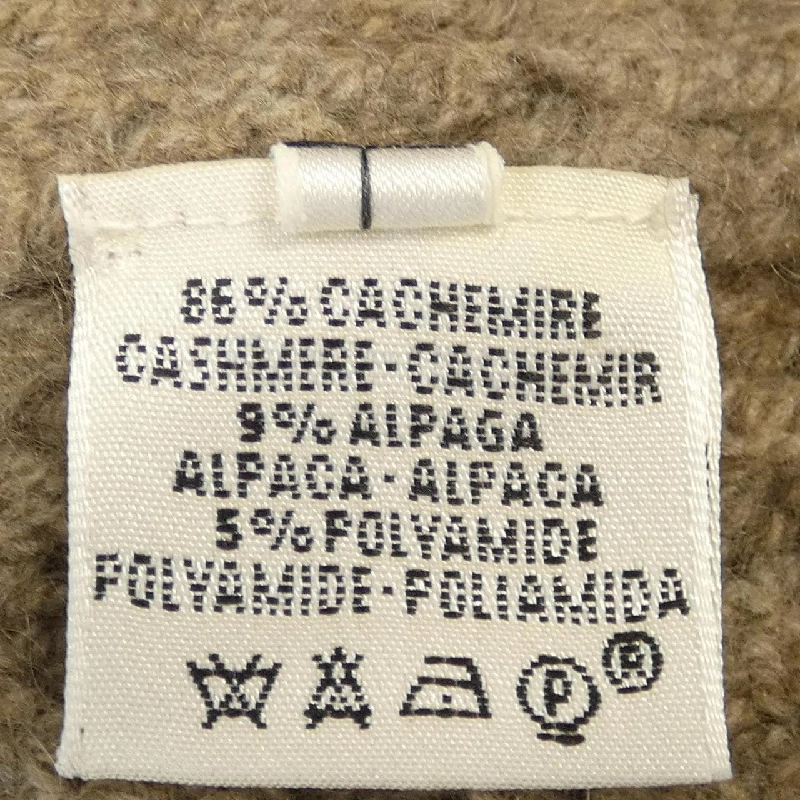 86% CACHEMIRE
CASHMERE·CACHEMIR
9% ALPAGA
ALPACA·ALPACA
5% POLYAMIDE
POLYAMIDE·POLIAMIDA
P ®